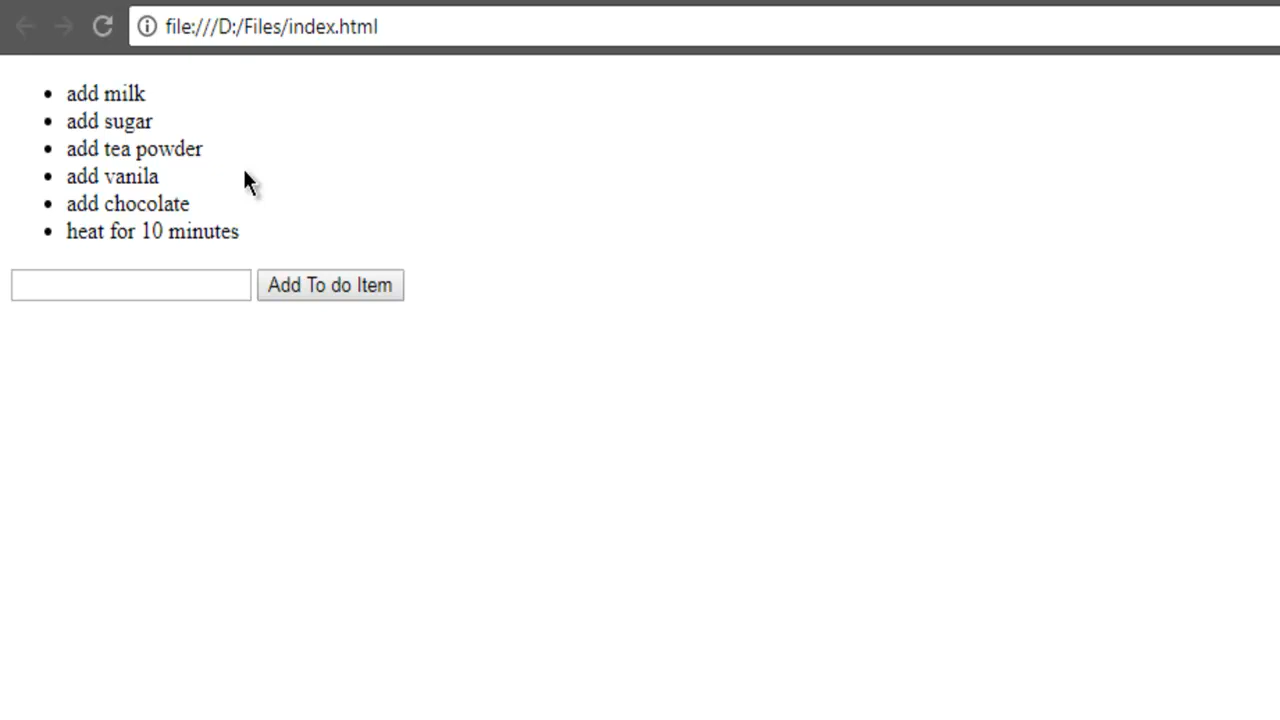 file:///D:/Files/index.html
add milk
add sugar
add tea powder
add vanila
add chocolate
heat for 10 minutes
Add To do Item